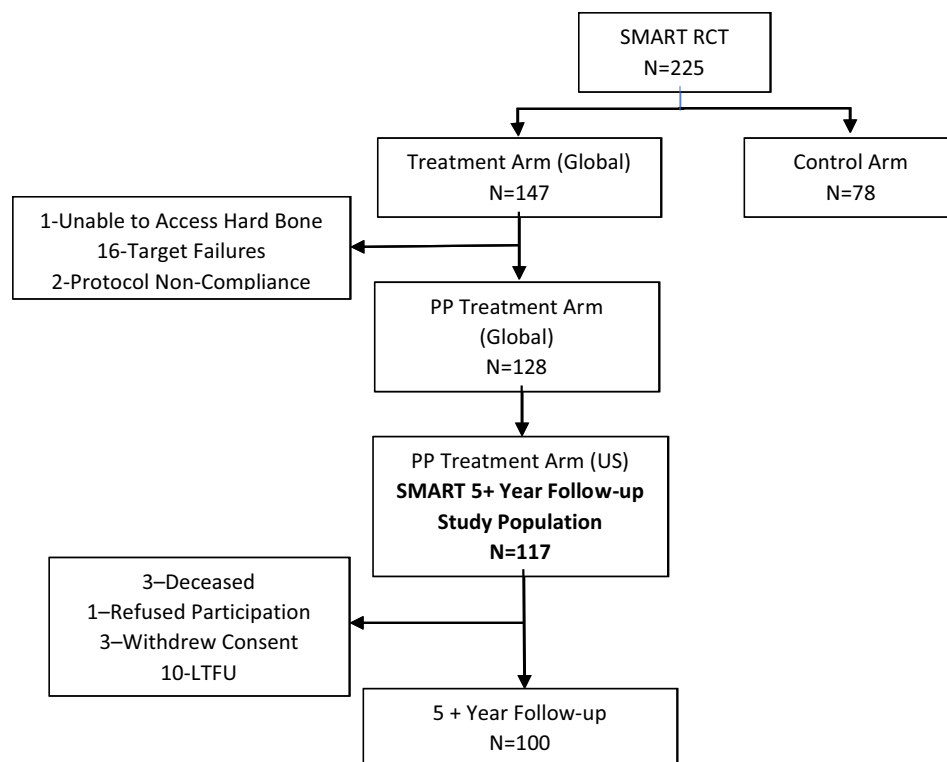 SMART RCT
N=225
Treatment Arm (Global)
N=147
Control Arm
N=78
1-Unable to Access Hard Bone
16-Target Failures
2-Protocol Non-Compliance
PP Treatment Arm
(Global)
N=128
PP Treatment Arm (US)
SMART 5+ Year Follow-up
Study Population
N=117
3–Deceased
1–Refused Participation
3–Withdrew Consent
10-LTFU
5 + Year Follow-up
N=100